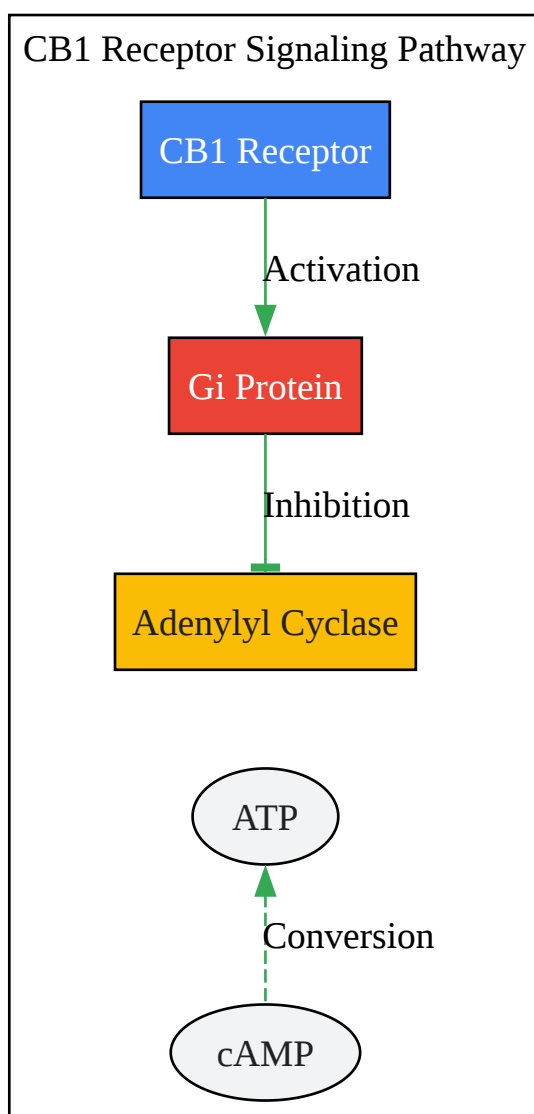 CB1 Receptor Signaling Pathway
CB1 Receptor
Activation
Gi Protein
Inhibition
Adenylyl Cyclase
ATP
Conversion
cAMP